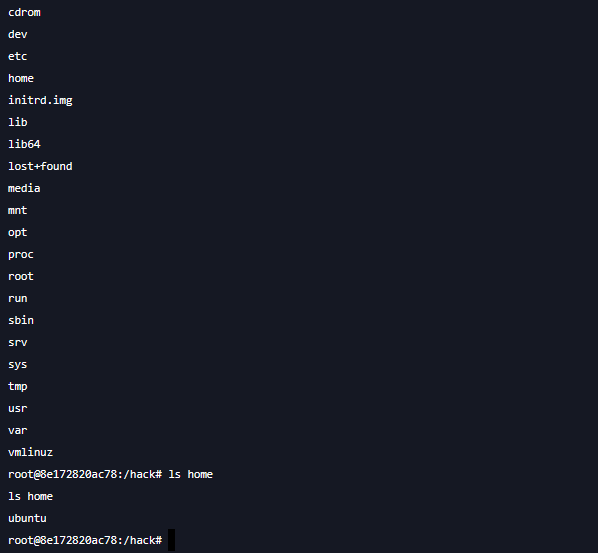 cdrom
dev
etc
home
initrd.img
lib
lib64
lost+found
media
mnt
opt
proc
root
run
sbin
srv
sys
tmp
usr
var
vmlinuz
root@8e172820ac78:/hack# ls home
ls home
ubuntu
root@8e172820ac78:/hack#